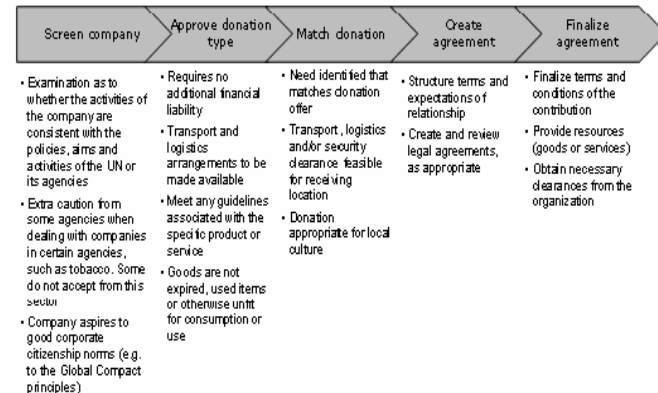 Screen company
Approve donation
type
Match donation
Create
agreement
Finalize
agreement
• Examination as to
whether the activities of
the company are
consistent with the
policies, aims and
activities of the UN or
its agencies
• Extra caution from
some agencies when
dealing with companies
in certain agencies,
such as tobacco. Some
do not accept from this
sector
• Company aspires to
good corporate
citizenship norms (e.g.
to the Global Compact
principles)
• Requires no
additional financial
liability
• Transport and
logistics
arrangements to be
made available
• Meet any guidelines
associated with the
specific product or
service
• Goods are not
expired, used items
or otherwise unfit
for consumption or
use
• Need identified that
matches donation
offer
• Transport, logistics
and/or security
clearance feasible
for receiving
location
• Donation
appropriate for local
culture
• Structure terms and
expectations of
relationship
• Create and review
legal agreements,
as appropriate
• Finalize terms and
conditions of the
contribution
• Provide resources
(goods or services)
• Obtain necessary
clearances from the
organization